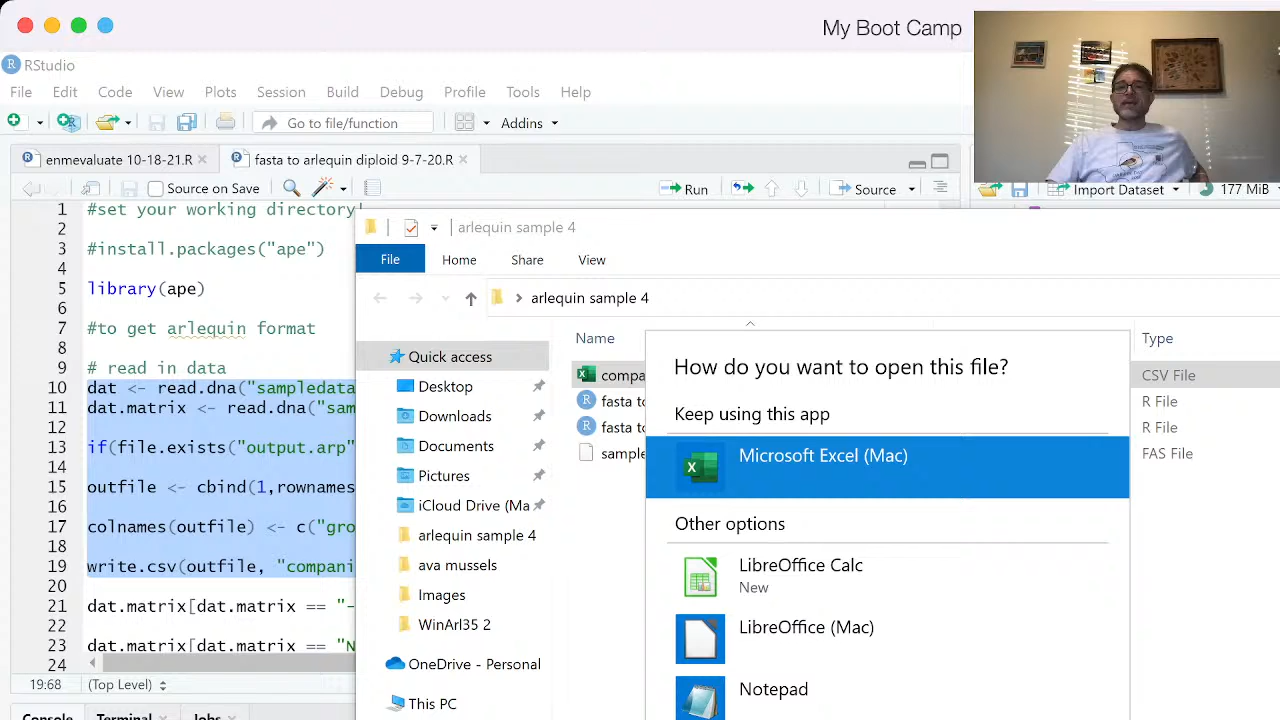 My Boot Camp
RStudio
File Edit Code View Plots Session Build Debug Profile Tools Help
Go to file/function Addins
enmevaluate 10-18-21.R fasta to arlequin diploid 9-7-20.R
Source on Save Run Source Import Dataset 177 MiB
1 #set your working directory
2
3 #install.packages("ape")
4
5 library(ape)
6
7 #to get arlequin format
8
9 # read in data
10 dat <- read.dna("sampledata
11 dat.matrix <- read.dna("sam
12
13 if(file.exists("output.arp"
14
15 outfile <- cbind(1,rownames
16
17 colnames(outfile) <- c("gro
18
19 write.csv(outfile, "compani
20
21 dat.matrix[dat.matrix == "-
22
23 dat.matrix[dat.matrix == "N
24
19:68 (Top Level)
Console Terminal Jobs
arlequin sample 4
File Home Share View
arlequin sample 4
Quick access
Desktop
Downloads
Documents
Pictures
iCloud Drive (Ma
arlequin sample 4
ava mussels
Images
WinArl35 2
OneDrive - Personal
This PC
Name Type
compa CSV File
fasta to R File
fasta to R File
sample FAS File
How do you want to open this file?
Keep using this app
Microsoft Excel (Mac)
Other options
LibreOffice Calc
New
LibreOffice (Mac)
Notepad